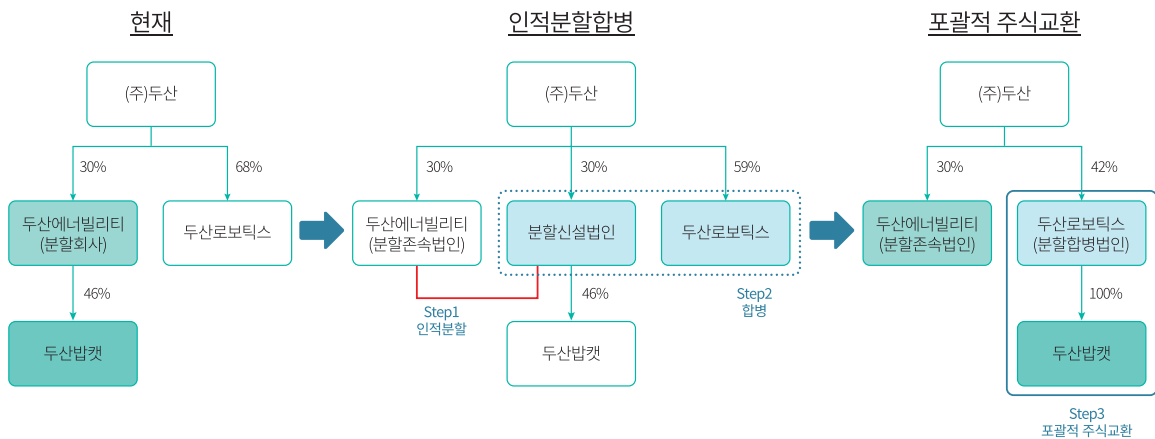 현재
인적분할합병
포괄적 주식교환
(주)두산
(주)두산
(주)두산
30%
68%
30%
30%
59%
30%
42%
두산에너빌리티
(분할회사)
두산로보틱스
두산에너빌리티
(분할존속법인)
분할신설법인
두산로보틱스
두산에너빌리티
(분할존속법인)
두산로보틱스
(분할합병법인)
46%
46%
100%
Step1
인적분할
Step2
합병
두산밥캣
두산밥캣
두산밥캣
Step3
포괄적 주식교환